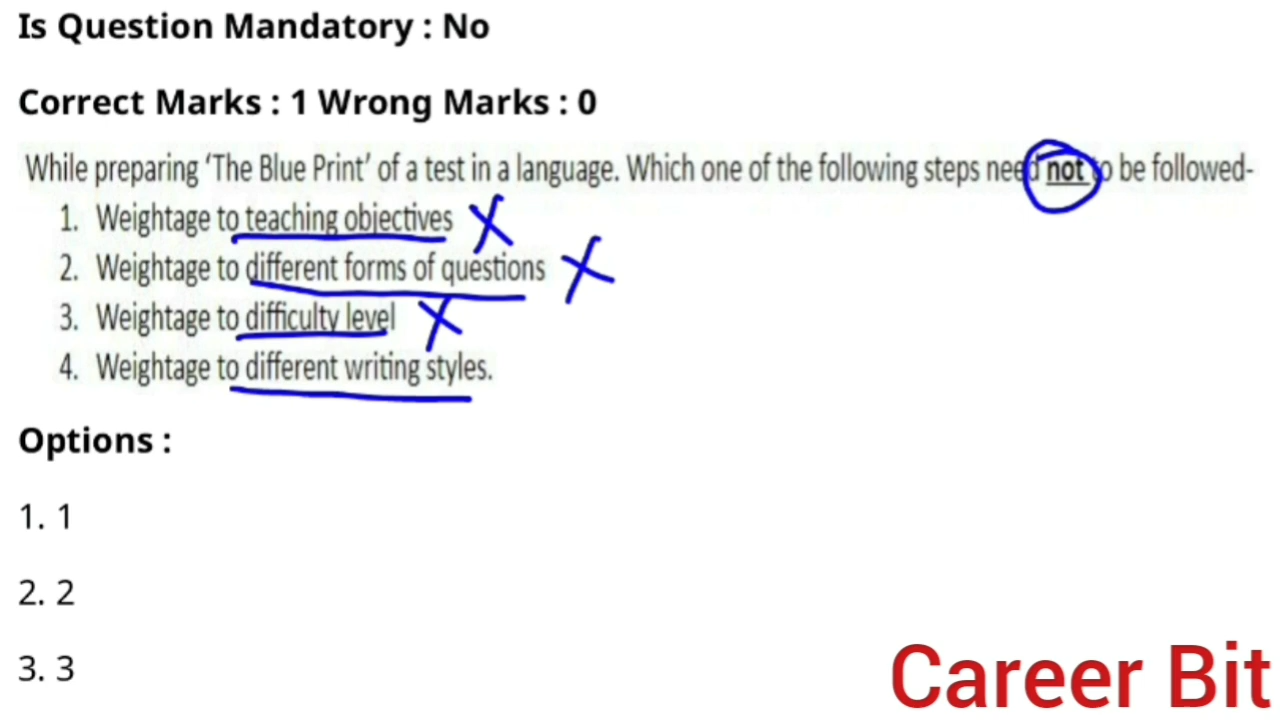 Is Question Mandatory : No
Correct Marks : 1 Wrong Marks : 0
While preparing ‘The Blue Print’ of a test in a language. Which one of the following steps need not to be followed-
1. Weightage to teaching objectives
2. Weightage to different forms of questions
3. Weightage to difficulty level
4. Weightage to different writing styles.
Options :
1. 1
2. 2
3. 3
Career Bit